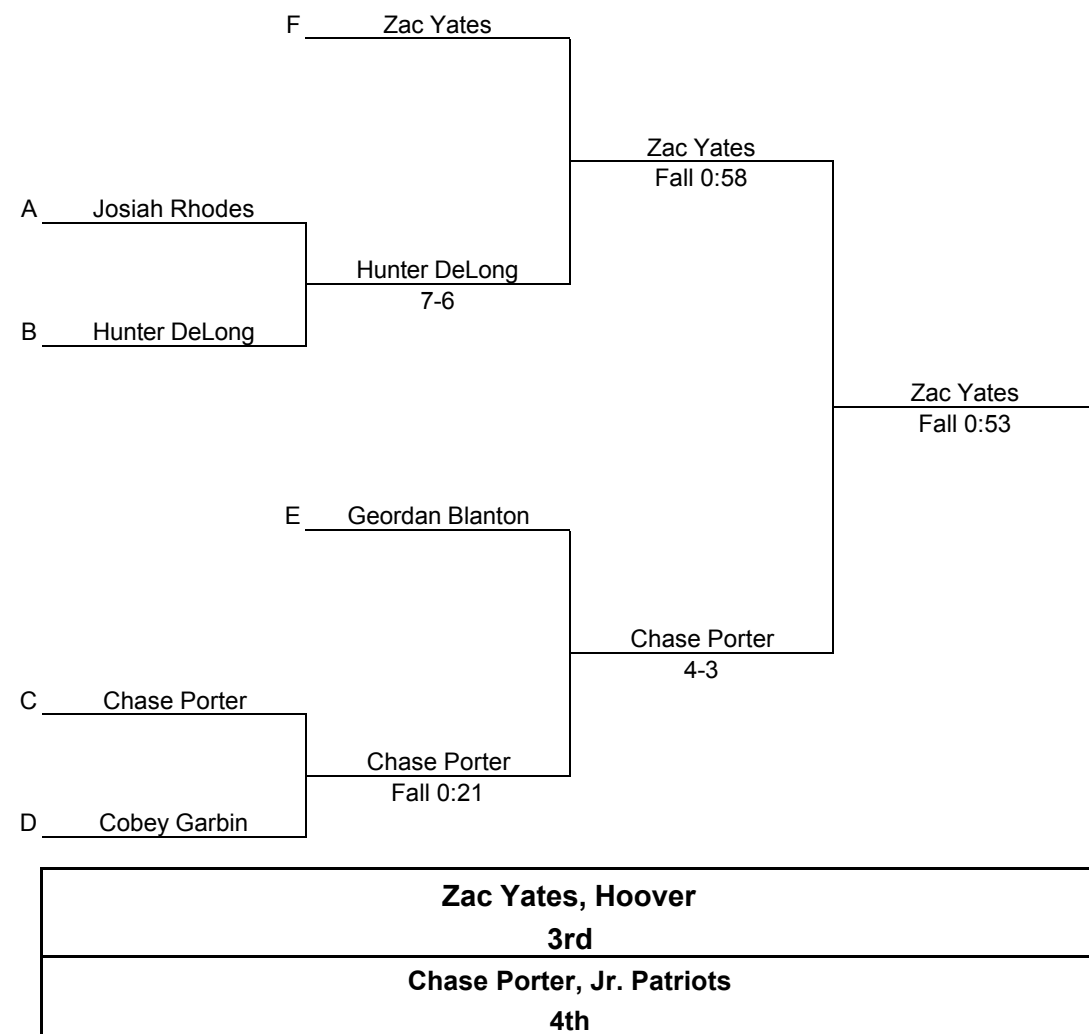 F Zac Yates
Zac Yates
Fall 0:58
A Josiah Rhodes
Hunter DeLong
7-6
B Hunter DeLong
Zac Yates
Fall 0:53
E Geordan Blanton
Chase Porter
4-3
C Chase Porter
Chase Porter
Fall 0:21
D Cobey Garbin
Zac Yates, Hoover
3rd
Chase Porter, Jr. Patriots
4th